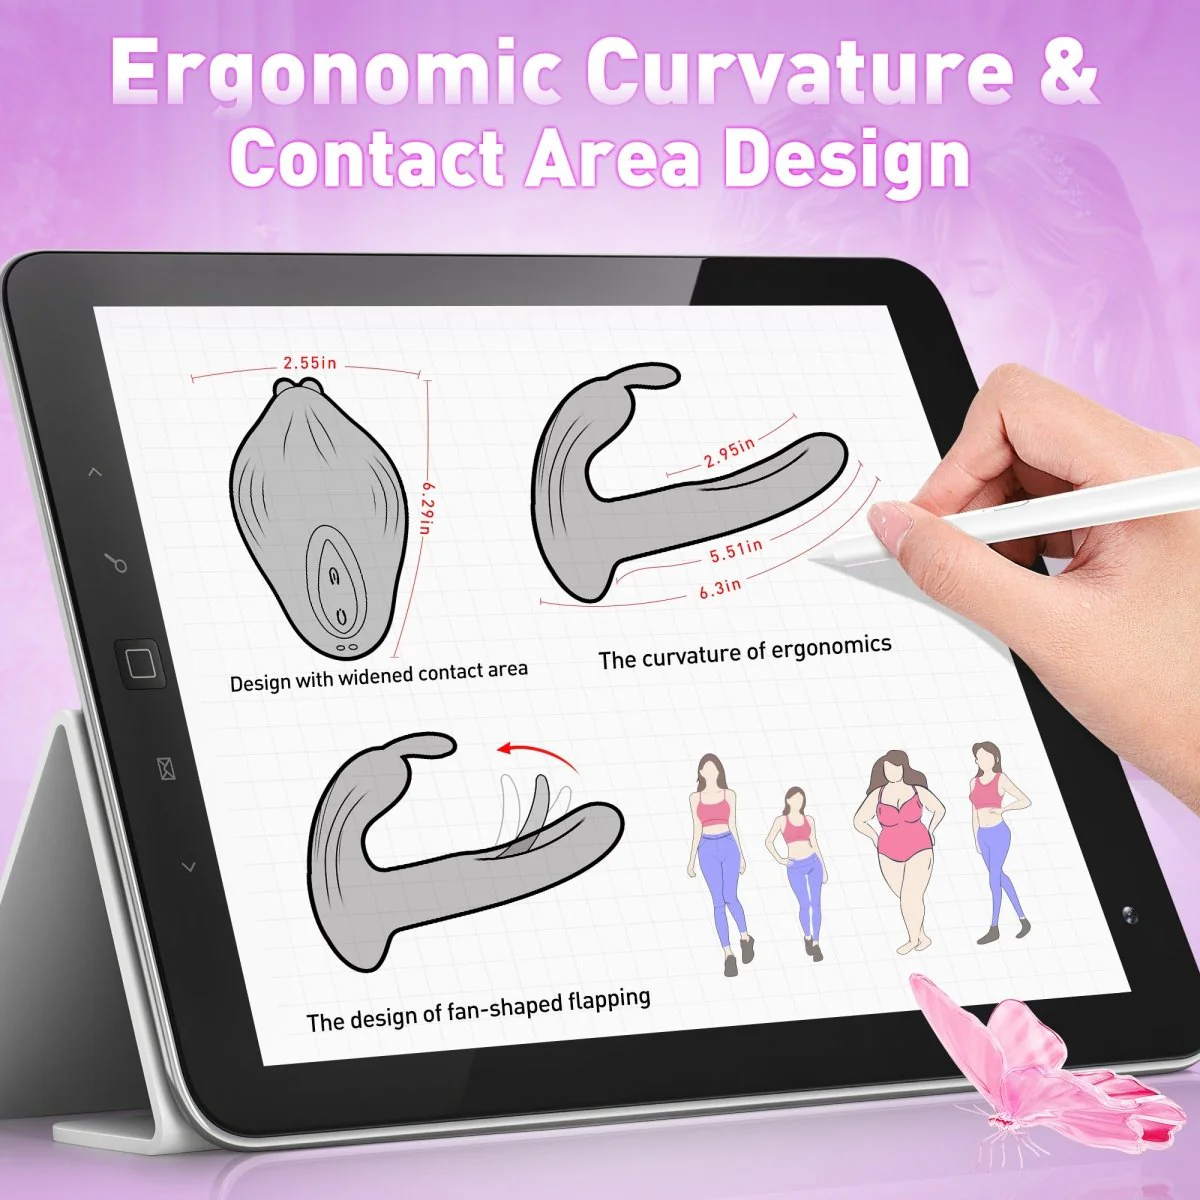 Ergonomic Curvature &
Contact Area Design
2.55in
6.29in
2.95in
5.51in
6.3in
Design with widened contact area
The curvature of ergonomics
The design of fan-shaped flapping